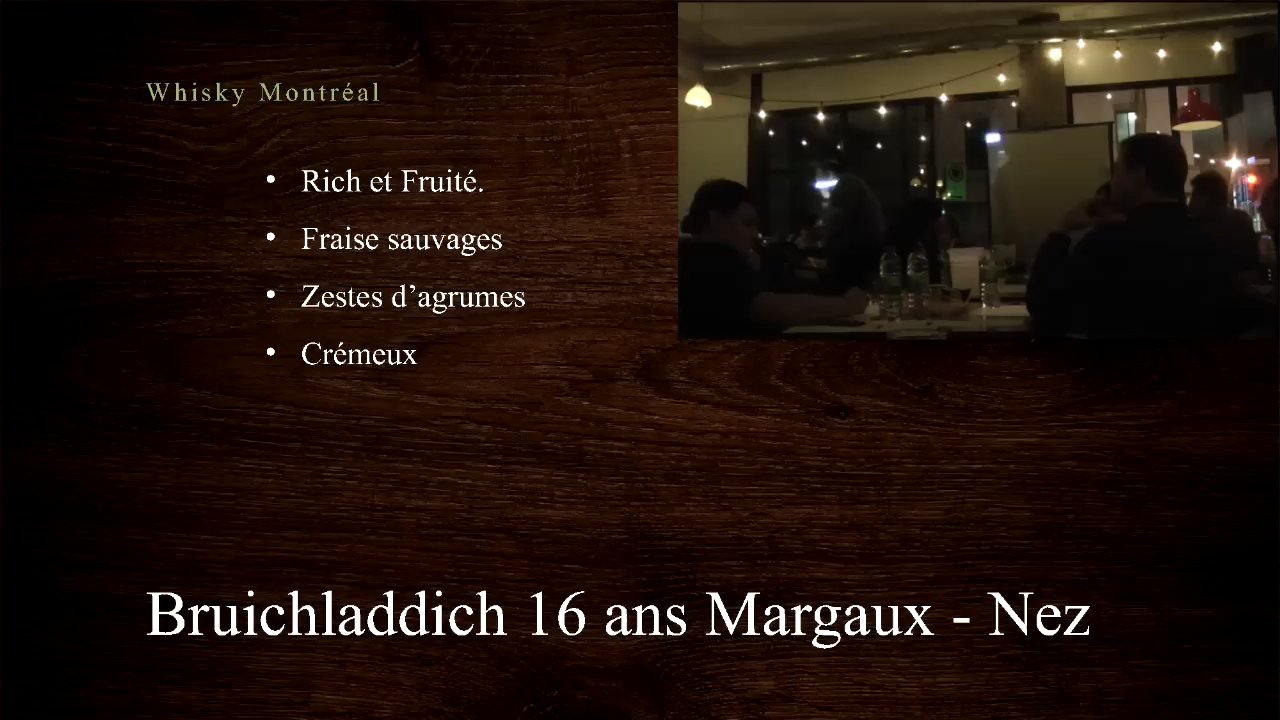 Whisky Montréal
• Rich et Fruité.
• Fraise sauvages
• Zestes d’agrumes
• Crémeux
Bruichladdich 16 ans Margaux - Nez